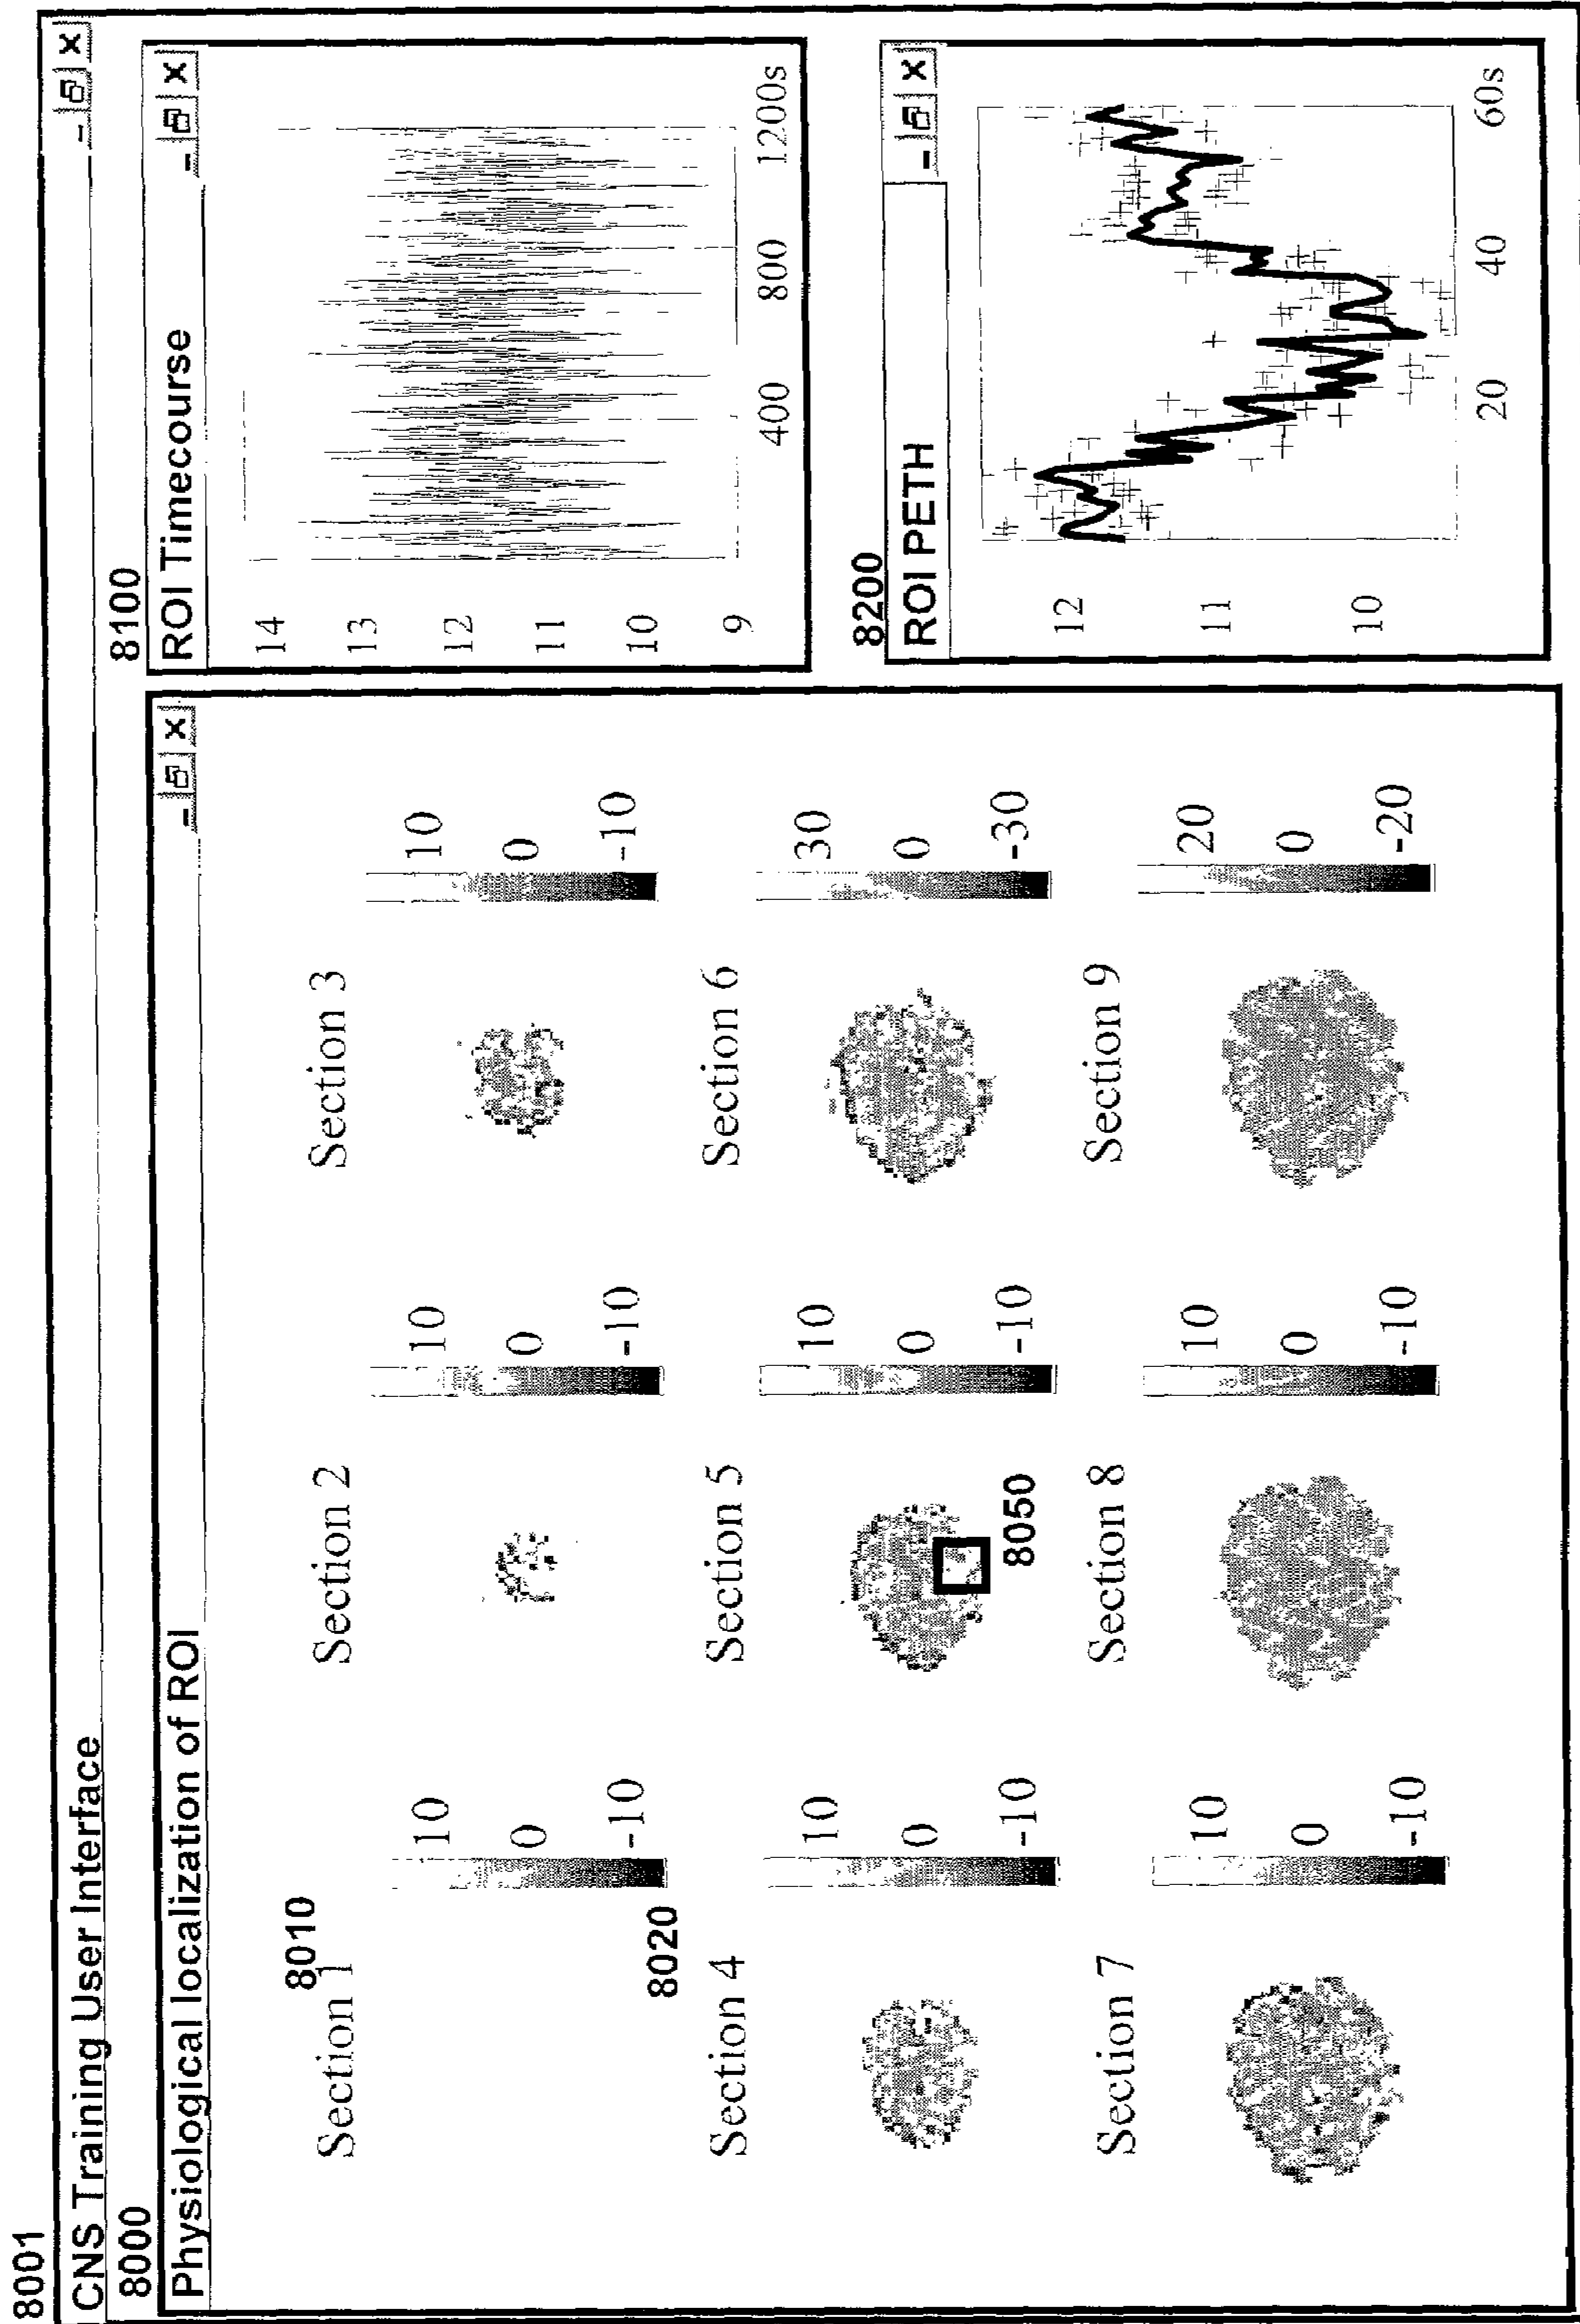 8001
CNS Training User Interface
8000
Physiological localization of ROI
8010
Section 1
10
0
-10
Section 2
10
0
-10
Section 3
10
0
-10
8020
Section 4
10
0
-10
Section 5
10
0
-10
8050
Section 6
30
0
-30
Section 7
10
0
-10
Section 8
10
0
-10
Section 9
20
0
-20
8100
ROI Timecourse
14
13
12
11
10
9
400 800 1200s
8200
ROI PETH
12
11
10
20 40 60s